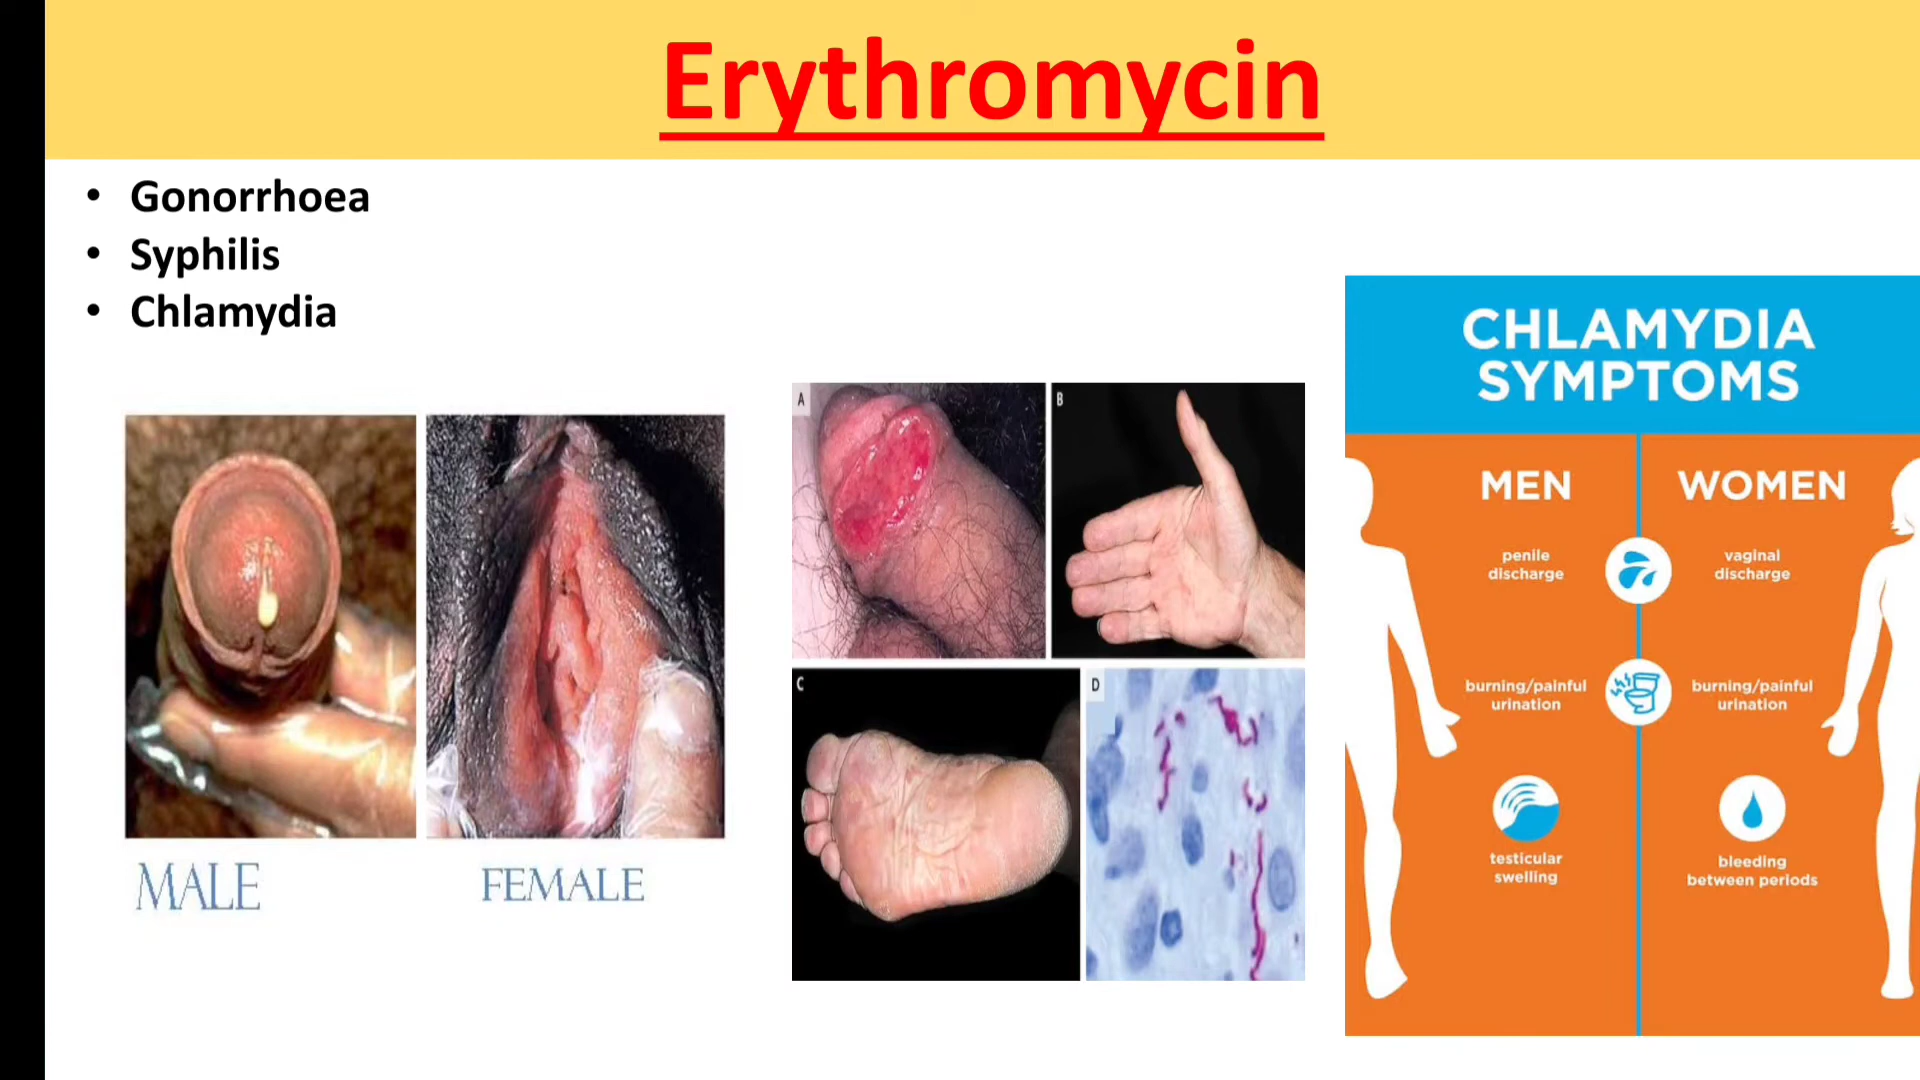 Erythromycin
• Gonorrhoea
• Syphilis
• Chlamydia
MALE
FEMALE
A
B
C
D
CHLAMYDIA
SYMPTOMS
MEN
WOMEN
penile
discharge
vaginal
discharge
burning/painful
urination
burning/painful
urination
testicular
swelling
bleeding
between periods